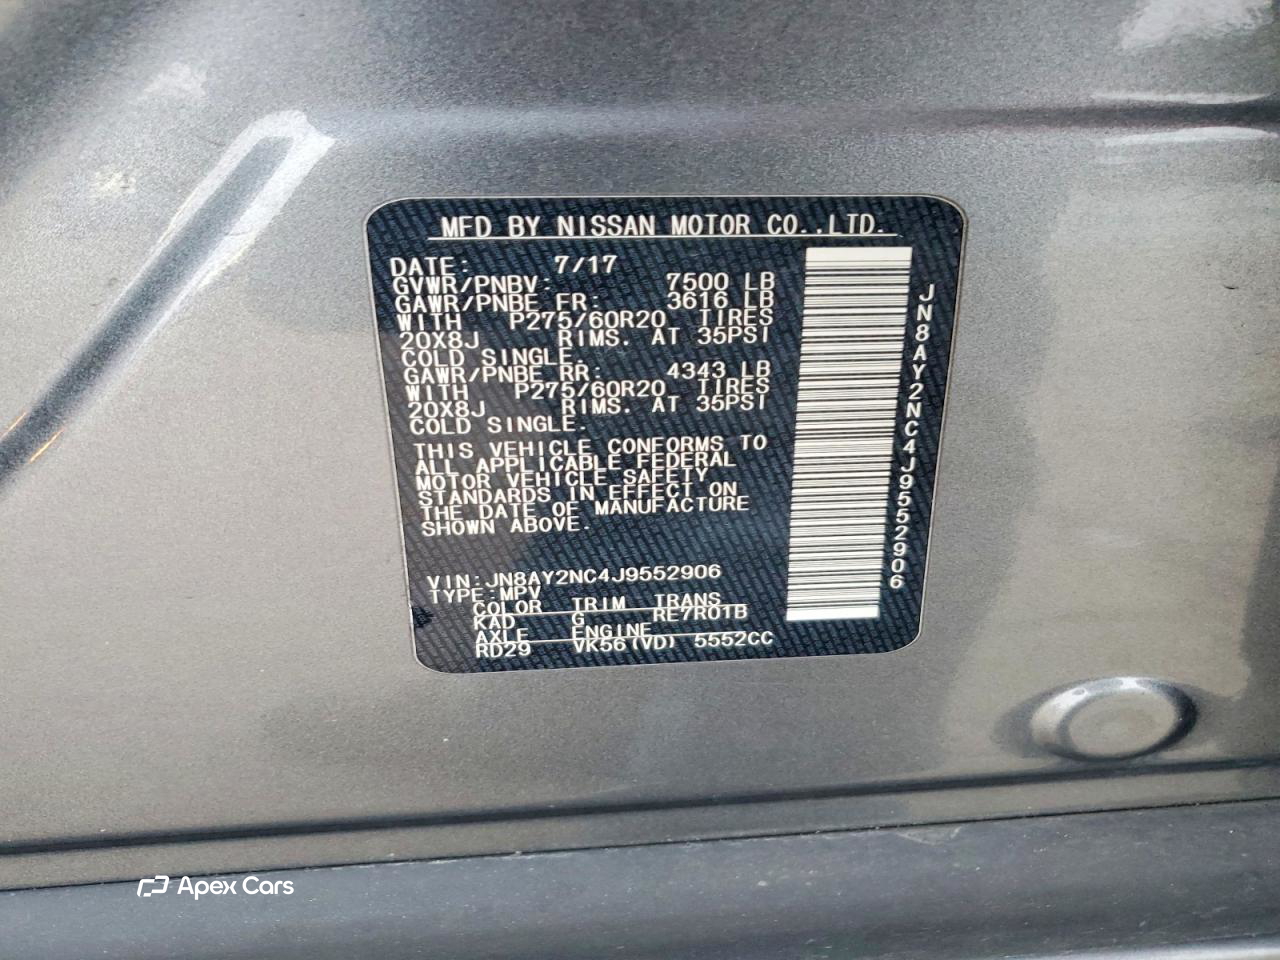 MFD BY NISSAN MOTOR CO.,LTD.
DATE: 7/17
GVWR/PNBV: 7500 LB
GAWR/PNBE FR: 3616 LB
WITH P275/60R20 TIRES
20X8J RIMS. AT 35PSI
COLD SINGLE.
GAWR/PNBE RR: 4343 LB
WITH P275/60R20 TIRES
20X8J RIMS. AT 35PSI
COLD SINGLE.
THIS VEHICLE CONFORMS TO
ALL APPLICABLE FEDERAL
MOTOR VEHICLE SAFETY
STANDARDS IN EFFECT ON
THE DATE OF MANUFACTURE
SHOWN ABOVE.
VIN:JN8AY2NC4J9552906
TYPE:MPV
COLOR TRIM TRANS
KAD G RE7R01B
AXLE ENGINE
RD29 VK56(VD) 5552CC
JN8AY2NC4J9552906
Apex Cars